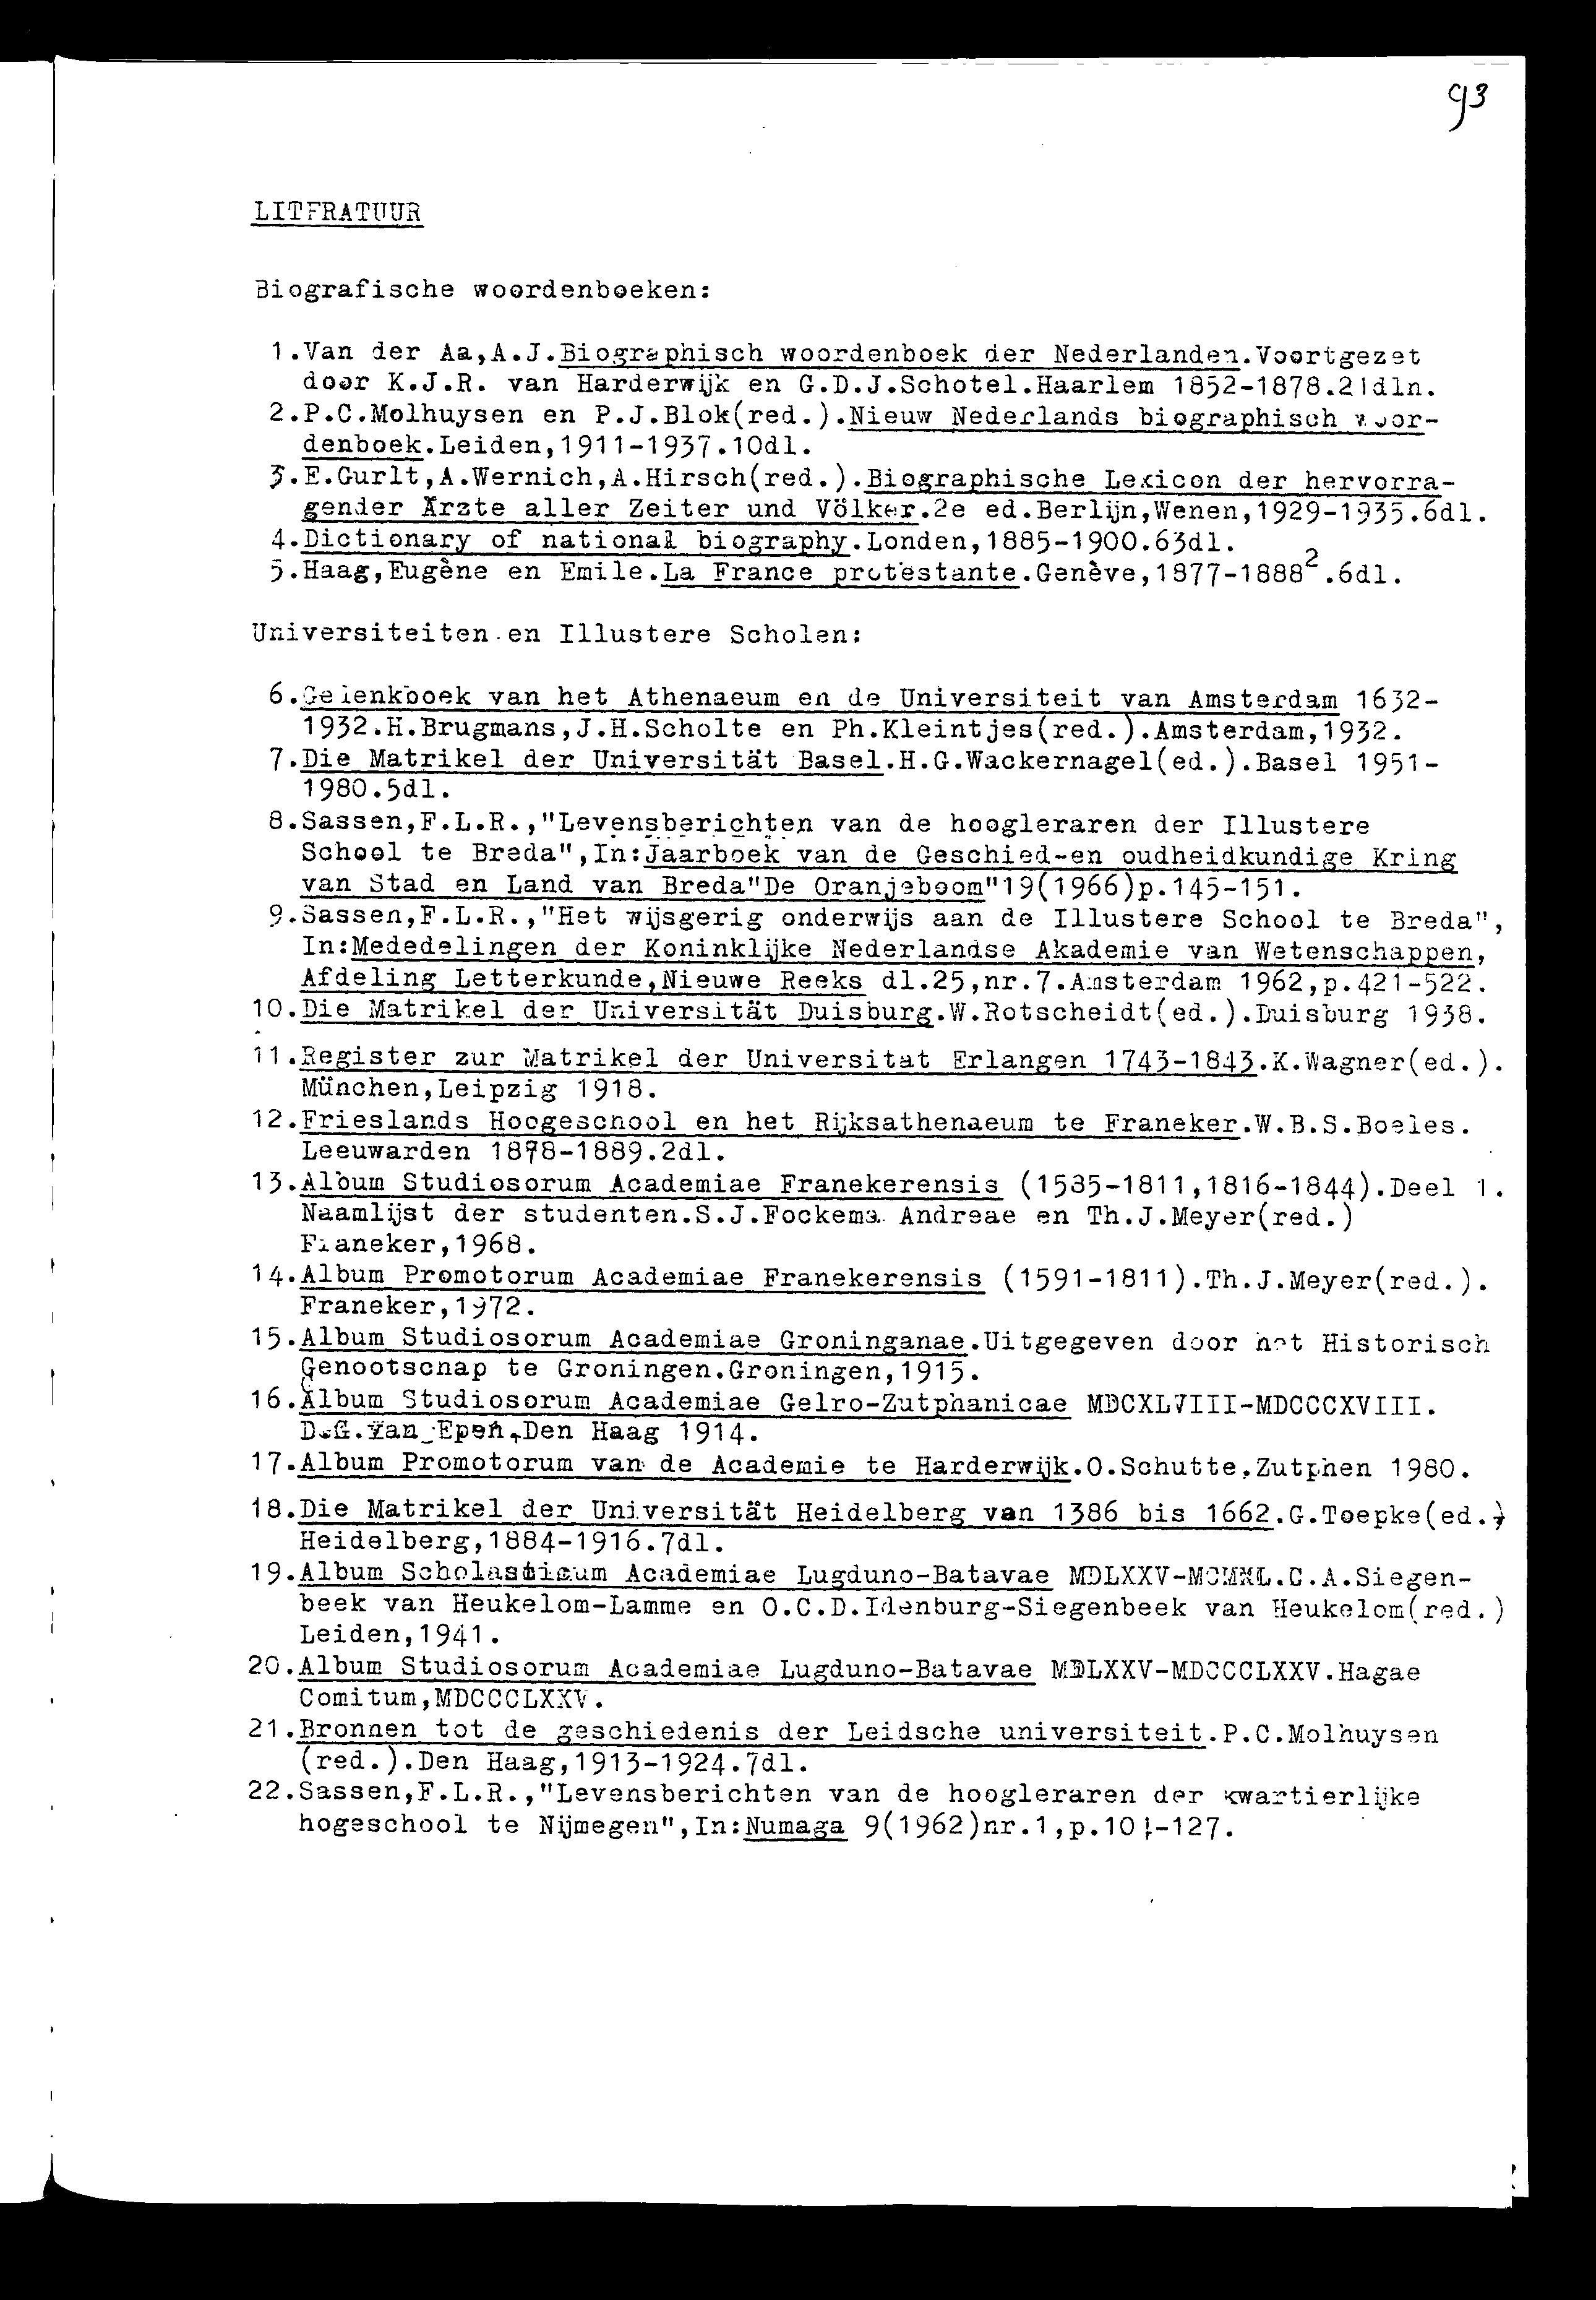 93
LITERATUUR
Biografische woordenboeken:
1.Van der Aa,A.J.Biographisch woordenboek der Nederlanden.Voortgezet
door K.J.R. van Harderwijk en G.D.J.Schotel.Haarlem 1852-1878.21dln.
2.P.C.Molhuysen en P.J.Blok(red.).Nieuw Nederlands biographisch woor-
denboek.Leiden,1911-1937.10dl.
3.E.Gurlt,A.Wernich,A.Hirsch(red.).Biographische Lexicon der hervorra-
gender Ärzte aller Zeiter und Völker.2e ed.Berlijn,Wenen,1929-1935.6dl.
4.Dictionary of national biography.Londen,1885-1900.63dl.
5.Haag,Eugène en Emile.La France protestante.Genève,1877-1888².6dl.
Universiteiten en Illustere Scholen:
6.Gedenkboek van het Athenaeum en de Universiteit van Amsterdam 1632-
1932.H.Brugmans,J.H.Scholte en Ph.Kleintjes(red.).Amsterdam,1932.
7.Die Matrikel der Universität Basel.H.G.Wackernagel(ed.).Basel 1951-
1980.5dl.
8.Sassen,F.L.R.,"Levensberichten van de hoogleraren der Illustere
School te Breda",In:Jaarboek van de Geschied-en oudheidkundige Kring
van Stad en Land van Breda"De Oranjeboom"19(1966)p.145-151.
9.Sassen,F.L.R.,"Het wijsgerig onderwijs aan de Illustere School te Breda",
In:Mededelingen der Koninklijke Nederlandse Akademie van Wetenschappen,
Afdeling Letterkunde,Nieuwe Reeks dl.25,nr.7.Amsterdam 1962,p.421-522.
10.Die Matrikel der Universität Duisburg.W.Rotscheidt(ed.).Duisburg 1938.
11.Register zur Matrikel der Universitat Erlangen 1743-1843.K.Wagner(ed.).
München,Leipzig 1918.
12.Frieslands Hoogeschool en het Rijksathenaeum te Franeker.W.B.S.Boeles.
Leeuwarden 1878-1889.2dl.
13.Album Studiosorum Academiae Franekerensis (1585-1811,1816-1844).Deel 1.
Naamlijst der studenten.S.J.Fockema Andreae en Th.J.Meyer(red.)
Franeker,1968.
14.Album Promotorum Academiae Franekerensis (1591-1811).Th.J.Meyer(red.).
Franeker,1972.
15.Album Studiosorum Academiae Groninganae.Uitgegeven door het Historisch
Genootschap te Groningen.Groningen,1915.
16.Album Studiosorum Academiae Gelro-Zutphanicae MDCXLVIII-MDCCCXVIII.
D.G.van Epen,Den Haag 1914.
17.Album Promotorum van de Academie te Harderwijk.O.Schutte.Zutphen 1980.
18.Die Matrikel der Universität Heidelberg van 1386 bis 1662.G.Toepke(ed.)
Heidelberg,1884-1916.7dl.
19.Album Scholasticum Academiae Lugduno-Batavae MDLXXV-MCMXL.C.A.Siegen-
beek van Heukelom-Lamme en O.C.D.Idenburg-Siegenbeek van Heukelom(red.)
Leiden,1941.
20.Album Studiosorum Academiae Lugduno-Batavae MDLXXV-MDCCCLXXV.Hagae
Comitum,MDCCCLXXV.
21.Bronnen tot de geschiedenis der Leidsche universiteit.P.C.Molhuysen
(red.).Den Haag,1913-1924.7dl.
22.Sassen,F.L.R.,"Levensberichten van de hoogleraren der kwartierlijke
hogeschool te Nijmegen",In:Numaga 9(1962)nr.1,p.101-127.